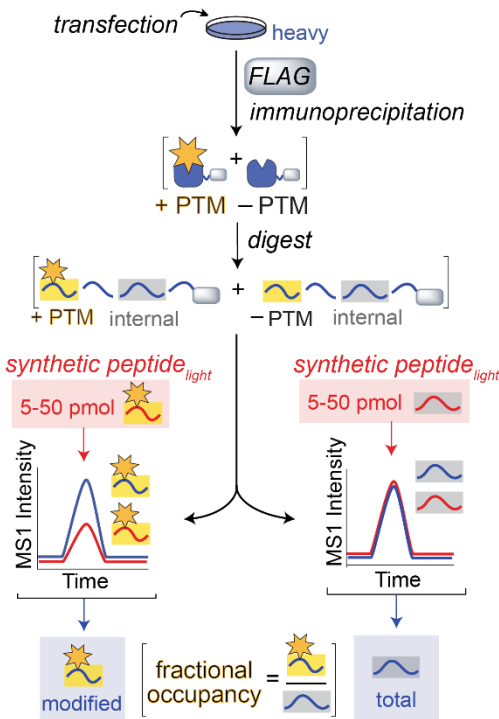 transfection
heavy
FLAG
immunoprecipitation
+
+ PTM
− PTM
digest
+
+ PTM
internal
− PTM
internal
synthetic peptide light
5-50 pmol
synthetic peptide light
5-50 pmol
MS1 Intensity
Time
MS1 Intensity
Time
modified
fractional
occupancy
=
total